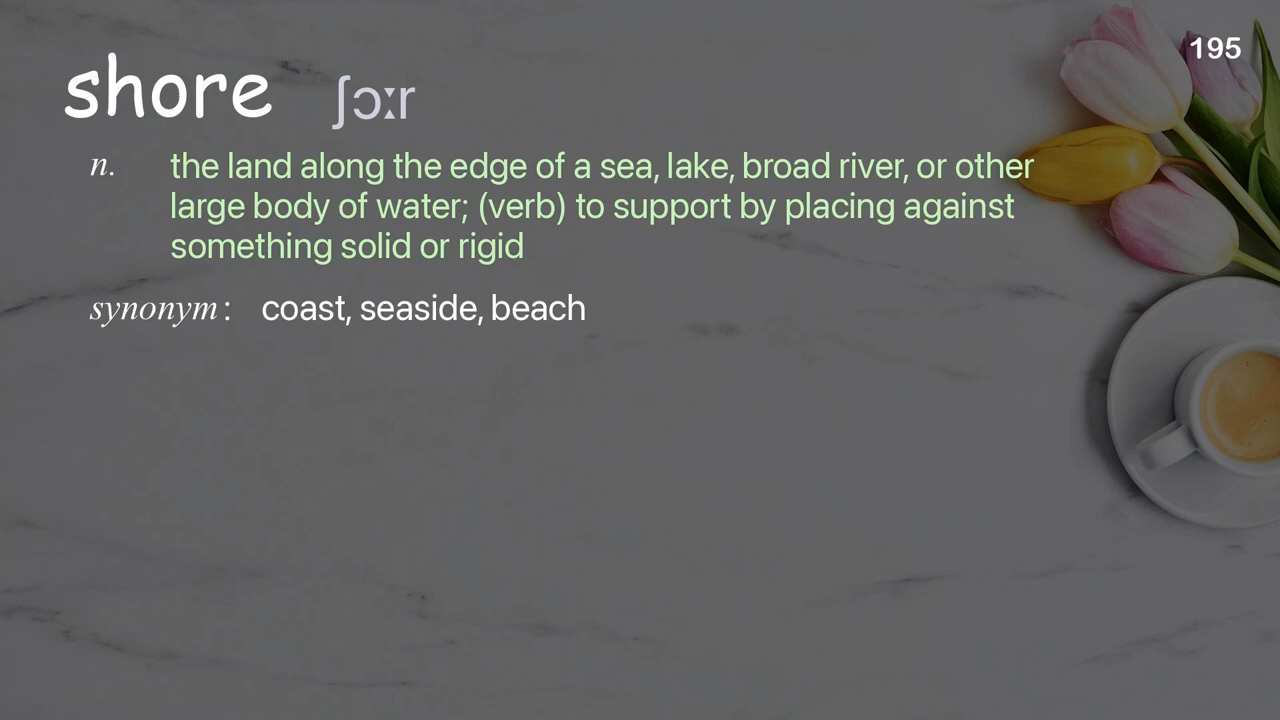 195
shore ʃɔːr
n. the land along the edge of a sea, lake, broad river, or other
large body of water; (verb) to support by placing against
something solid or rigid
synonym: coast, seaside, beach